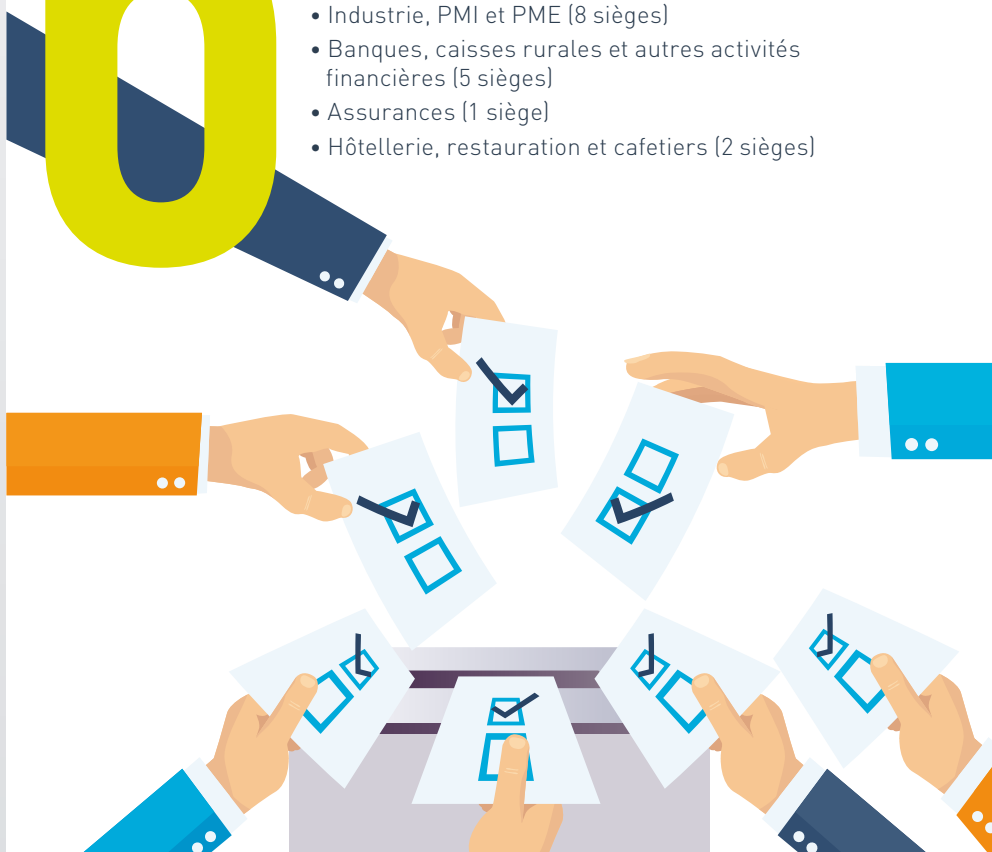 0
• Industrie, PMI et PME (8 sièges)
• Banques, caisses rurales et autres activités
financières (5 sièges)
• Assurances (1 siège)
• Hôtellerie, restauration et cafetiers (2 sièges)